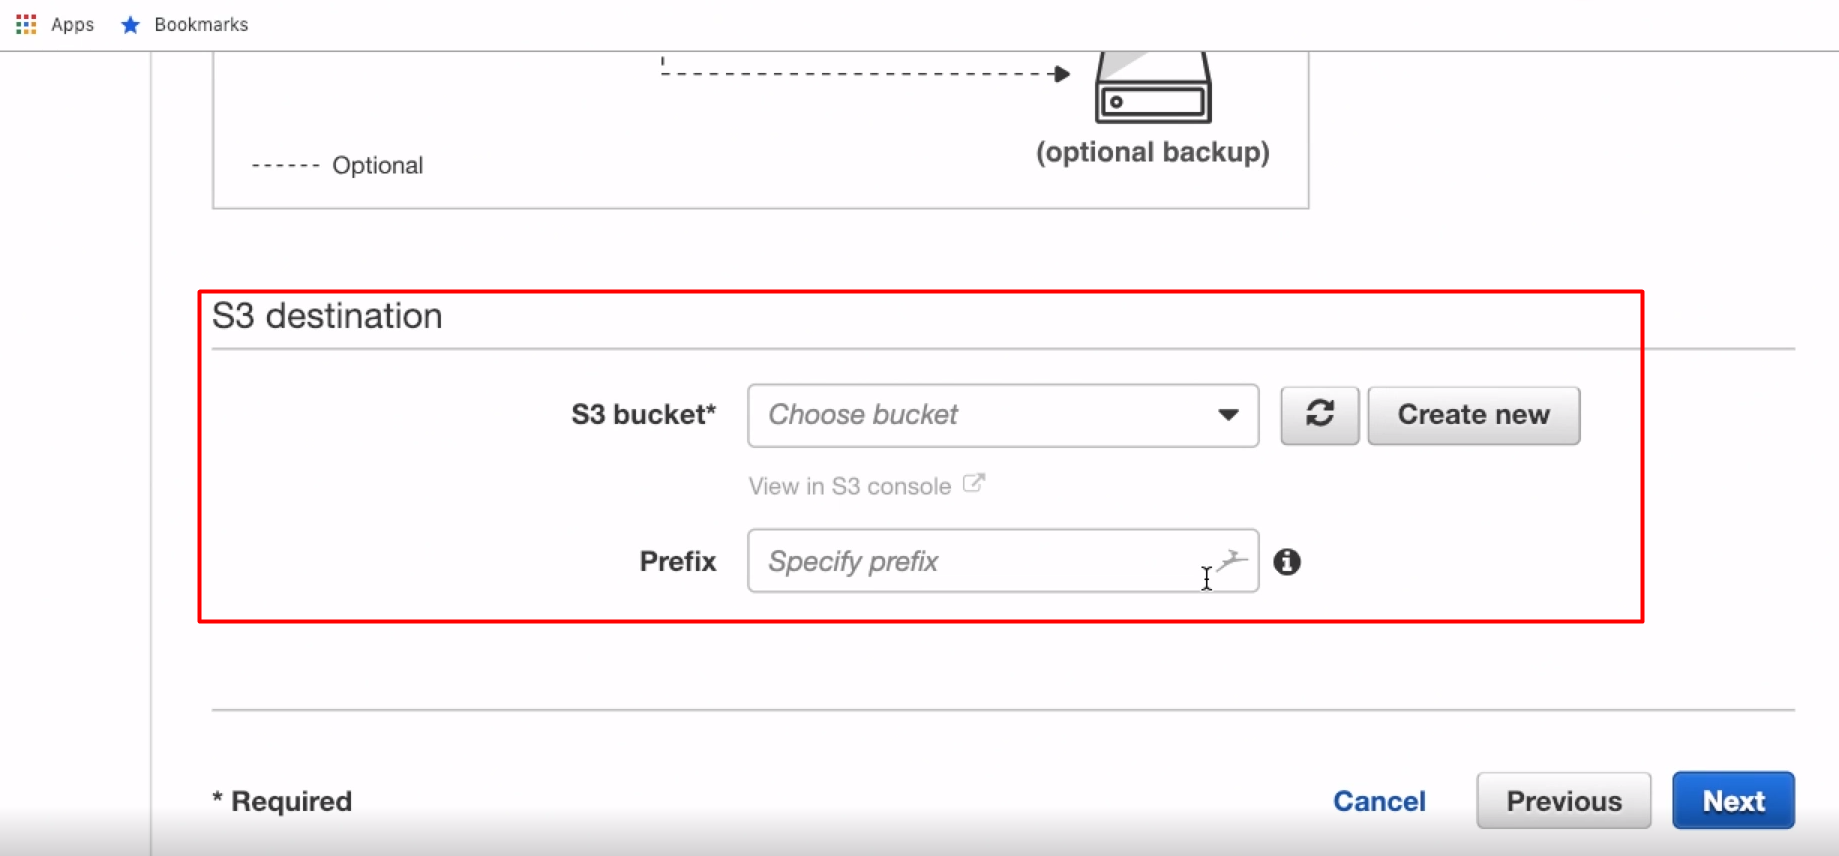 Apps Bookmarks
(optional backup)
------ Optional
S3 destination
S3 bucket* Choose bucket Create new
View in S3 console
Prefix Specify prefix
* Required Cancel Previous Next